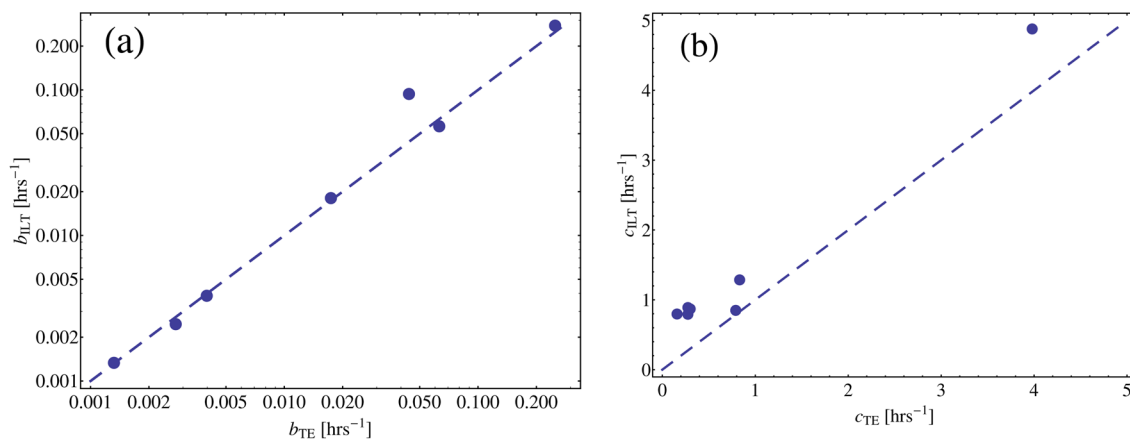 (a)
0.200
0.100
0.050
0.020
0.010
0.005
0.002
0.001
b_ILT [hrs⁻¹]
0.001 0.002 0.005 0.010 0.020 0.050 0.100 0.200
b_TE [hrs⁻¹]
(b)
5
4
3
2
1
0
c_ILT [hrs⁻¹]
0 1 2 3 4 5
c_TE [hrs⁻¹]